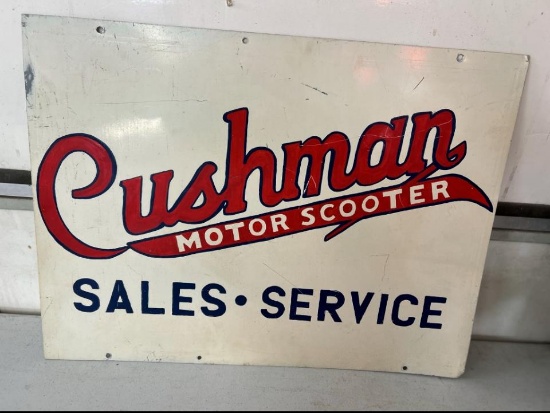 Cushman
MOTOR SCOOTER
SALES • SERVICE